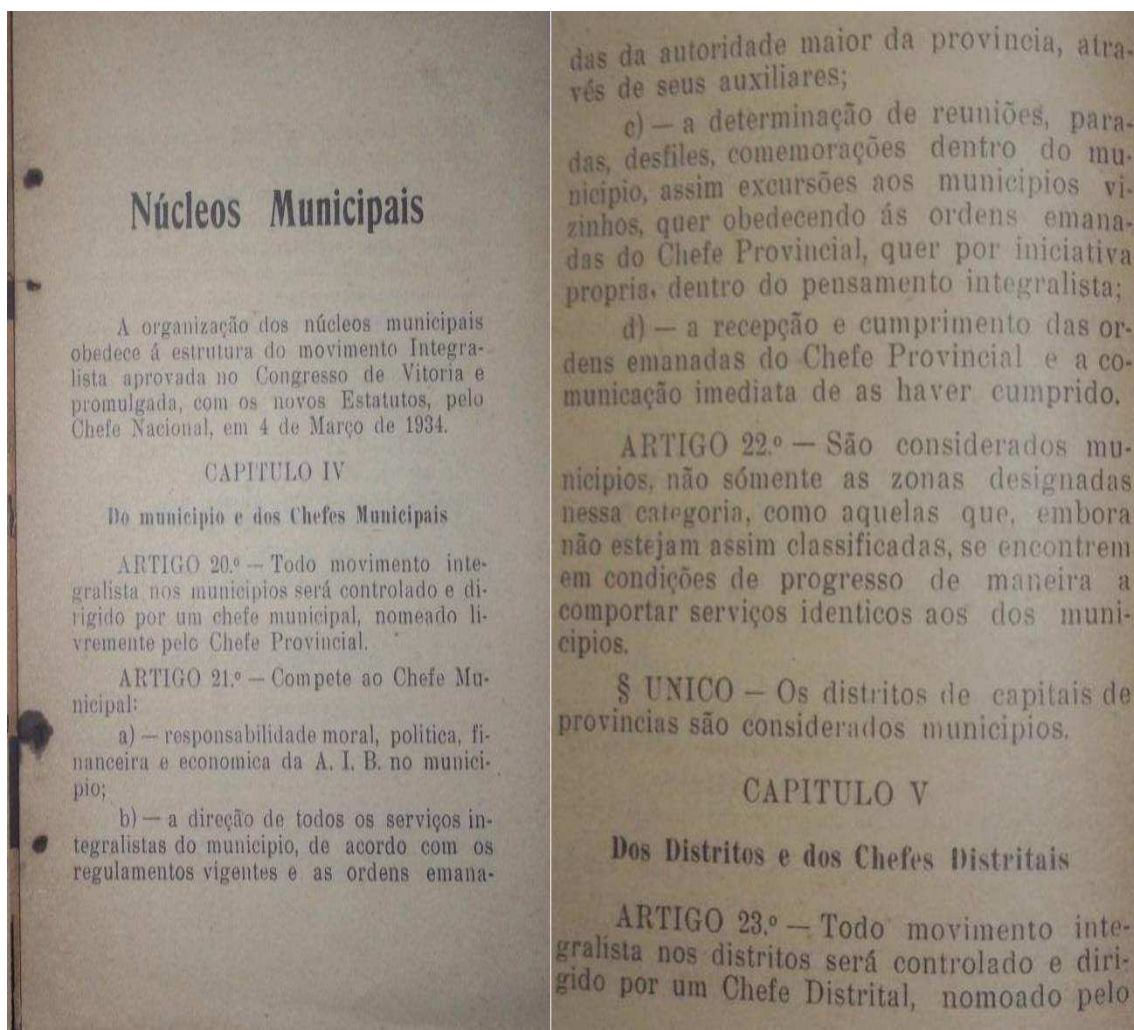 Núcleos Municipais
A organização dos núcleos municipais
obedece á estrutura do movimento Integra-
lista aprovada no Congresso de Vitoria e
promulgada, com os novos Estatutos, pelo
Chefe Nacional, em 4 de Março de 1934.
CAPITULO IV
Do municipio e dos Chefes Municipais
ARTIGO 20.º — Todo movimento inte-
gralista nos municipios será controlado e di-
rigido por um chefe municipal, nomeado li-
vremente pelo Chefe Provincial.
ARTIGO 21.º — Compete ao Chefe Mu-
nicipal:
a) — responsabilidade moral, politica, fi-
nanceira e economica da A. I. B. no munici-
pio;
b) — a direção de todos os serviços in-
tegralistas do municipio, de acordo com os
regulamentos vigentes e as ordens emana-
das da autoridade maior da provincia, atra-
vés de seus auxiliares;
c) — a determinação de reuniões, para-
das, desfiles, comemorações dentro do mu-
nicipio, assim excursões aos municipios vi-
zinhos, quer obedecendo ás ordens emana-
das do Chefe Provincial, quer por iniciativa
propria, dentro do pensamento integralista;
d) — a recepção e cumprimento das or-
dens emanadas do Chefe Provincial e a co-
municação imediata de as haver cumprido.
ARTIGO 22.º — São considerados mu-
nicipios, não sómente as zonas designadas
nessa categoria, como aquelas que, embora
não estejam assim classificadas, se encontrem
em condições de progresso de maneira a
comportar serviços identicos aos dos muni-
cipios.
§ UNICO — Os distritos de capitais de
provincias são considerados municipios.
CAPITULO V
Dos Distritos e dos Chefes Distritais
ARTIGO 23.º — Todo movimento inte-
gralista nos distritos será controlado e diri-
gido por um Chefe Distrital, nomoado pelo